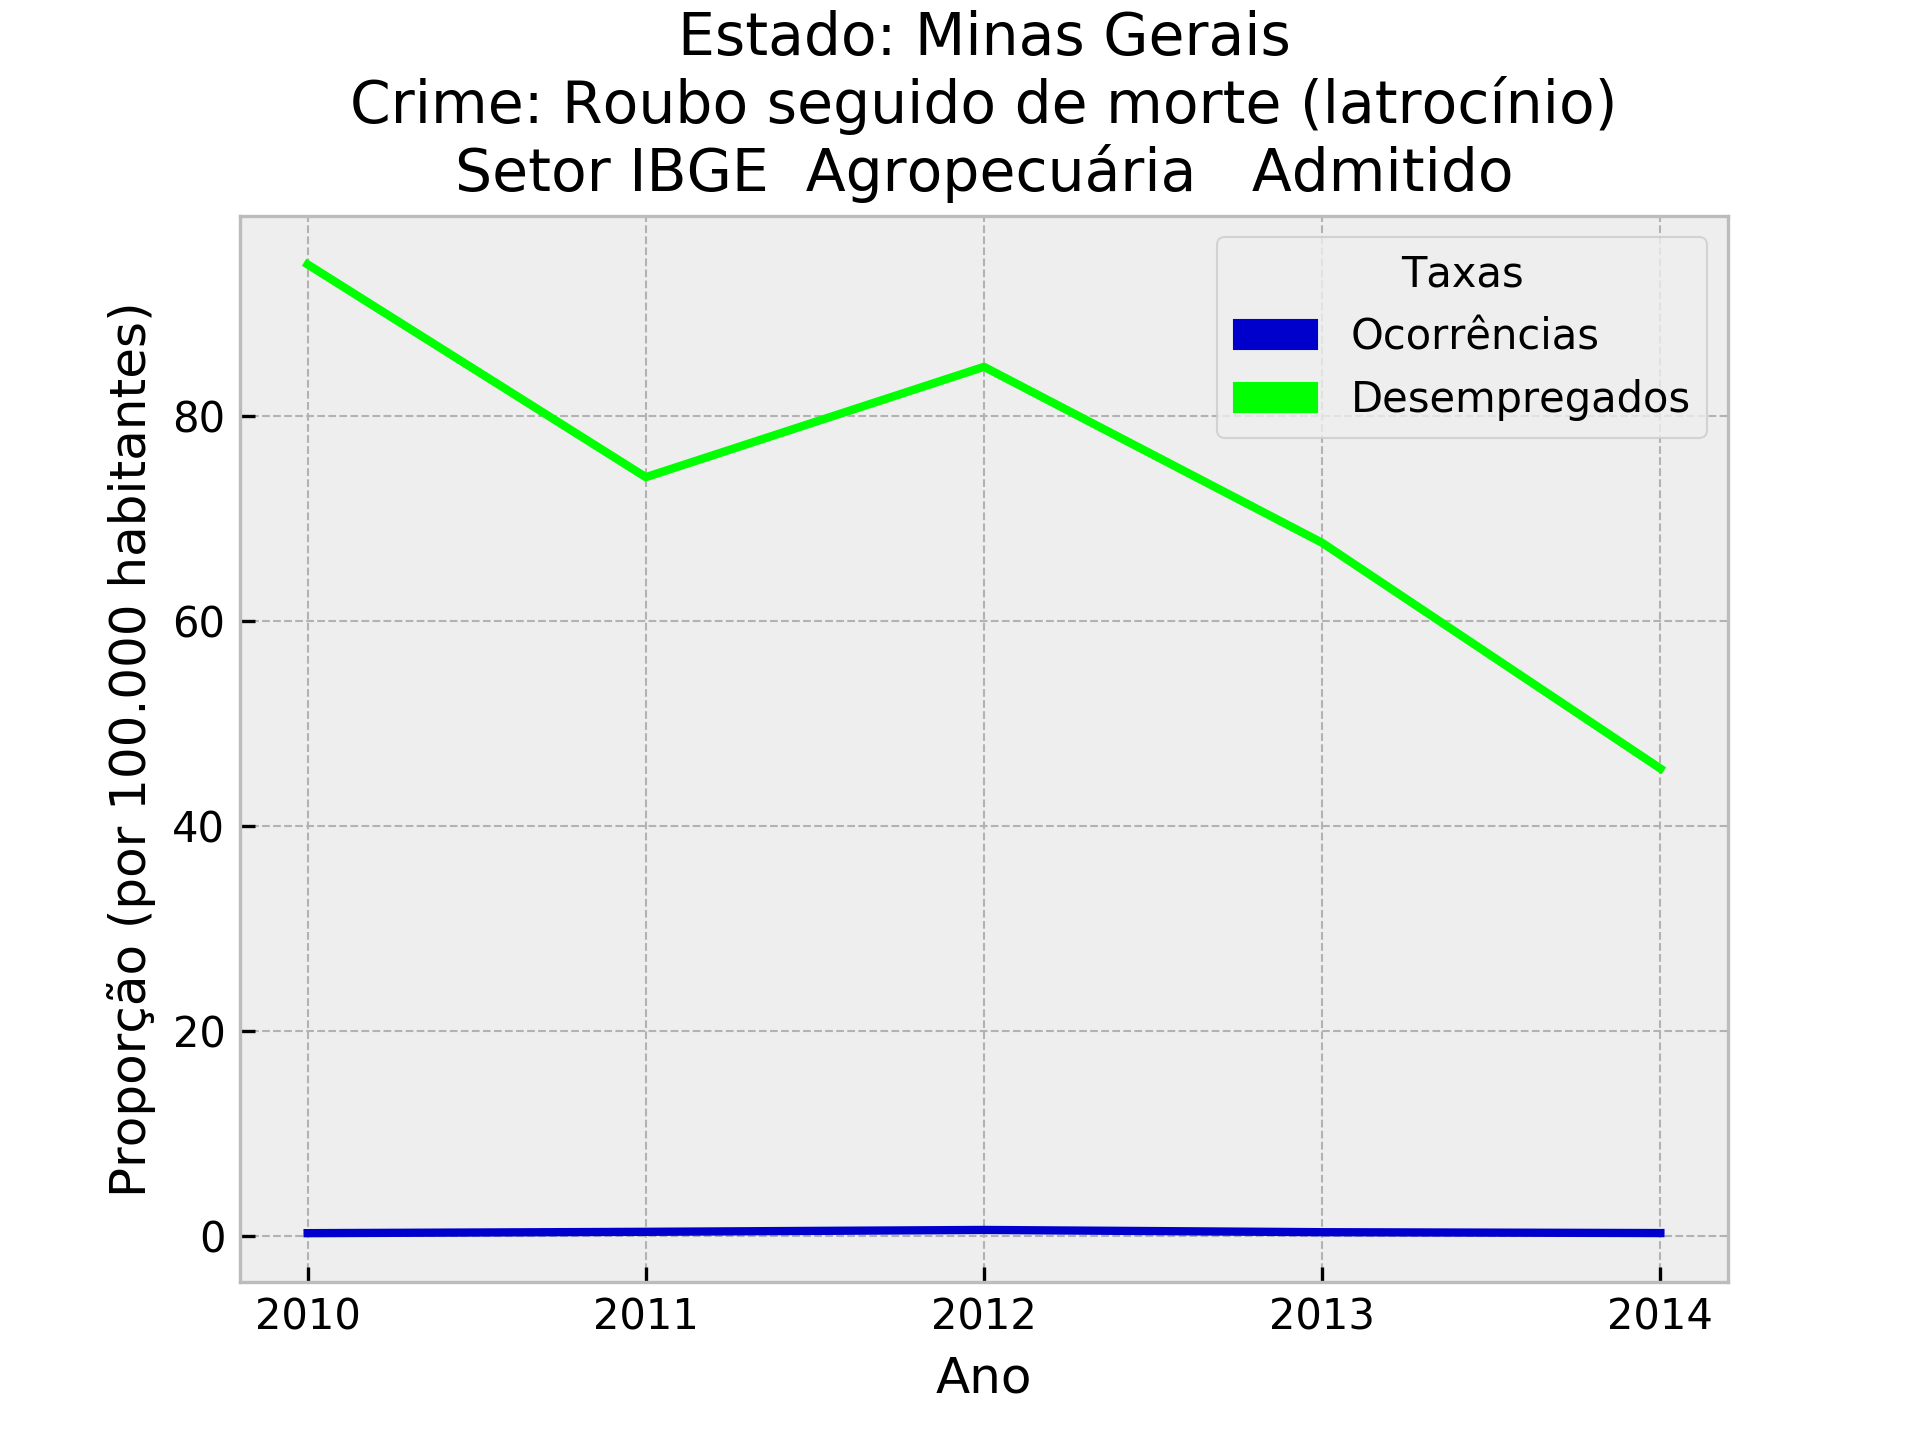 Estado: Minas Gerais
Crime: Roubo seguido de morte (latrocínio)
Setor IBGE  Agropecuária   Admitido
Taxas
Ocorrências
Desempregados
Proporção (por 100.000 habitantes)
80
60
40
20
0
2010 2011 2012 2013 2014
Ano